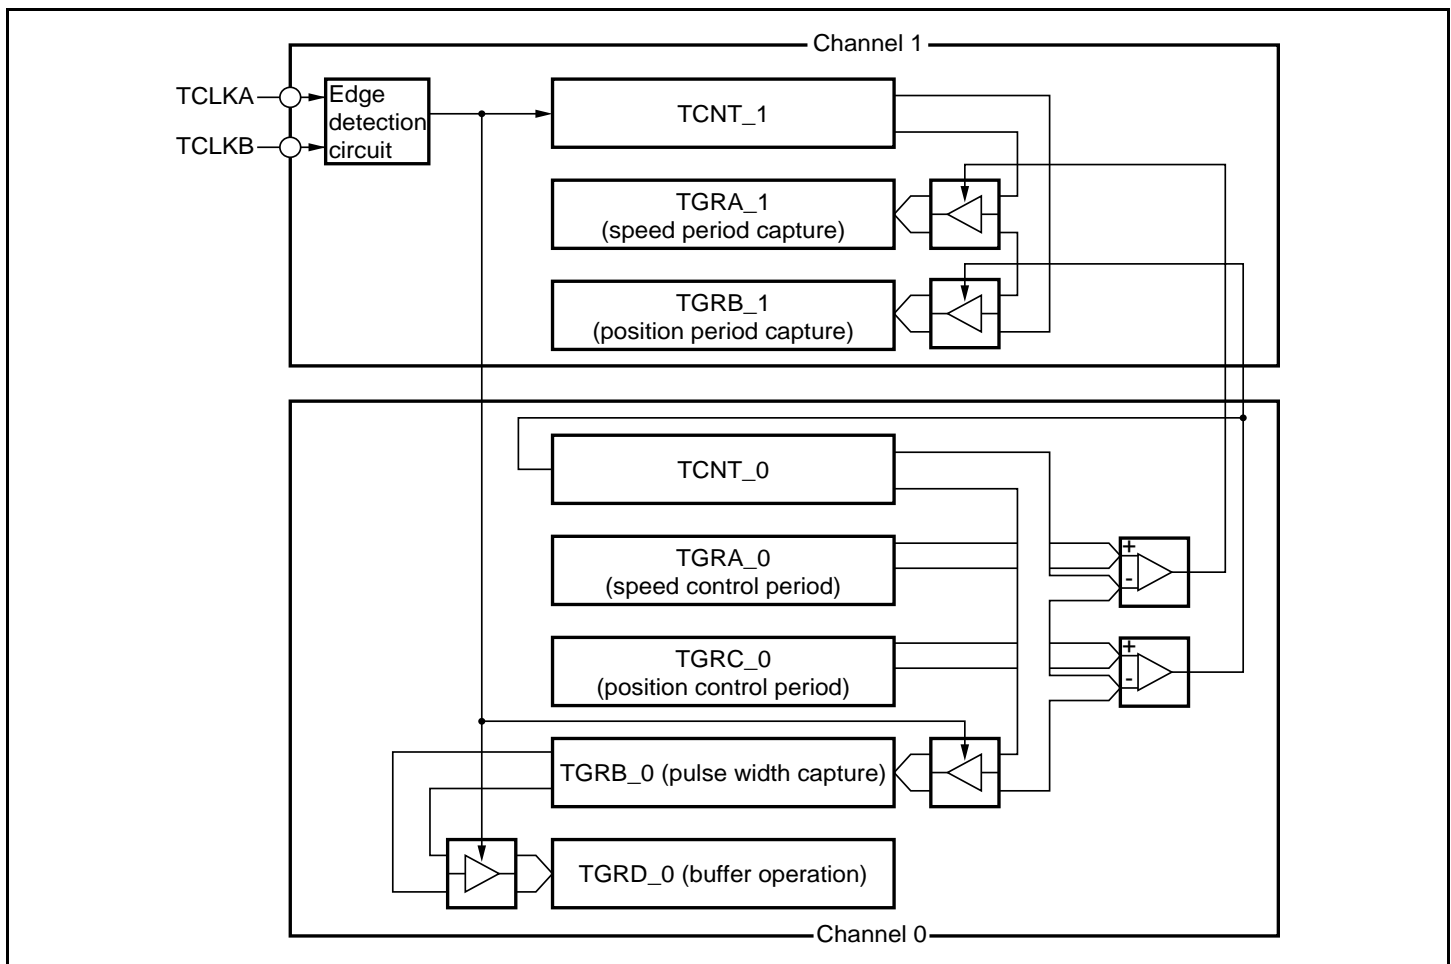 Channel 1
TCLKA
TCLKB
Edge
detection
circuit
TCNT_1
TGRA_1
(speed period capture)
TGRB_1
(position period capture)
TCNT_0
TGRA_0
(speed control period)
+
-
TGRC_0
(position control period)
+
-
TGRB_0 (pulse width capture)
TGRD_0 (buffer operation)
Channel 0